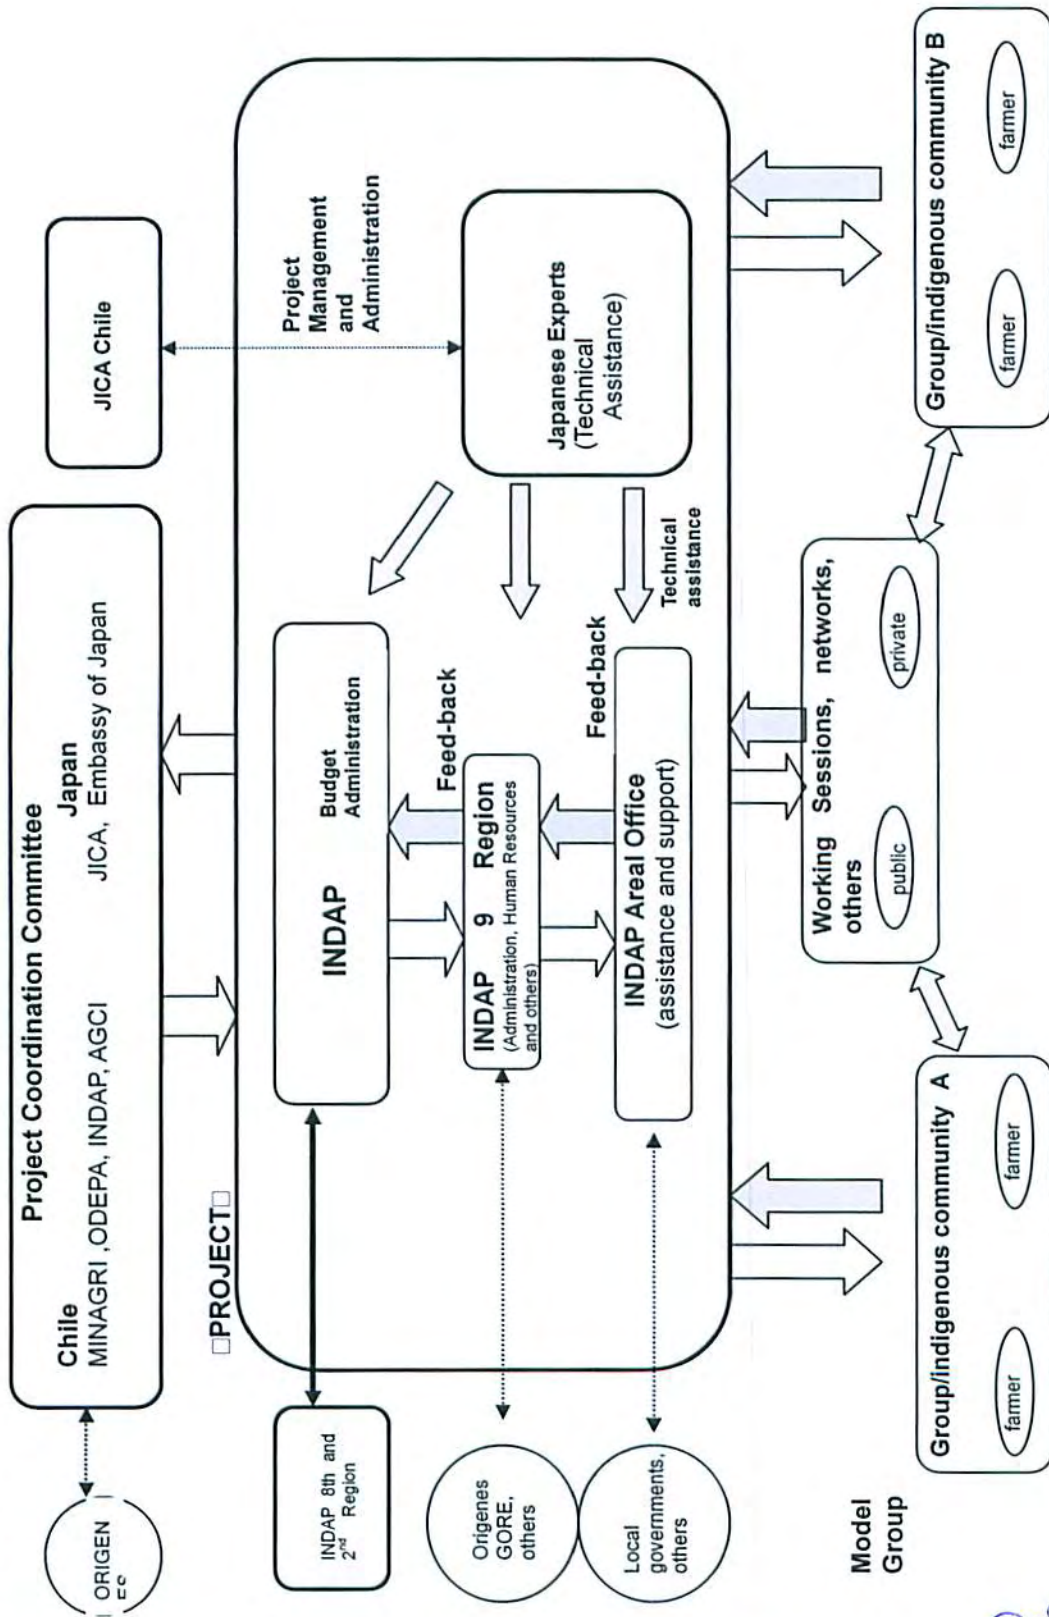 Project Coordination Committee
Chile
Japan
MINAGRI ,ODEPA, INDAP, AGCI
JICA, Embassy of Japan
JICA Chile
ORIGEN
□PROJECT□
Project
Management
and
Administration
INDAP
Budget
Administration
INDAP 8th and
2nd Region
Feed-back
INDAP 9 Region
(Administration, Human Resources
and others)
Origenes
GORE,
others
Japanese Experts
(Technical
Assistance)
Feed-back
INDAP Areal Office
(assistance and support)
Technical
assistance
Local
governments,
others
Model
Group
Group/indigenous community A
farmer
farmer
Working Sessions, networks,
others
public
private
Group/indigenous community B
farmer
farmer